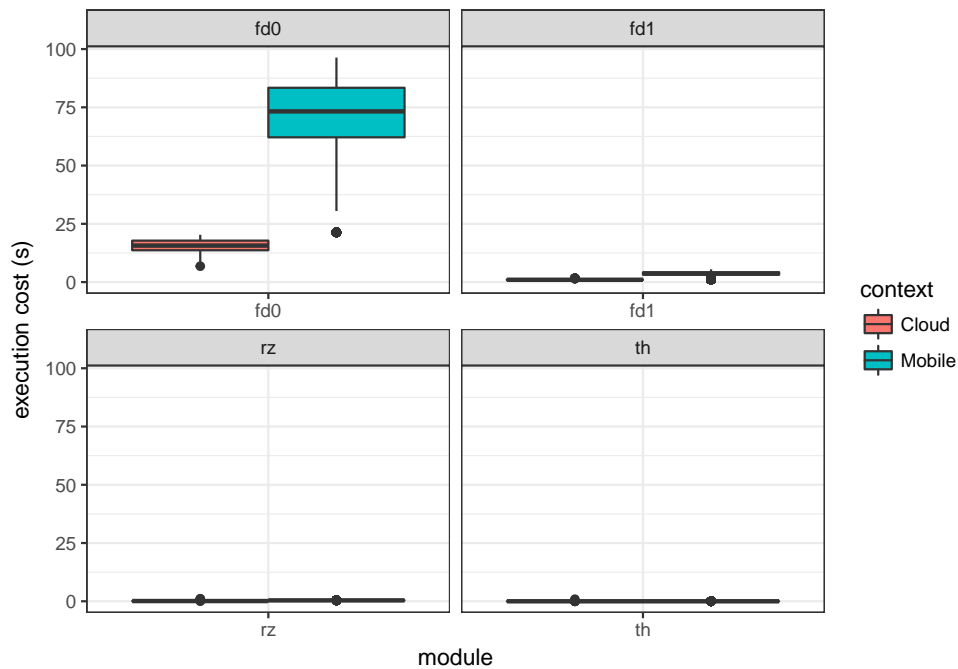 fd0
fd1
100
75
50
25
0
fd0
fd1
rz
th
100
75
50
25
0
rz
th
module
execution cost (s)
context
Cloud
Mobile